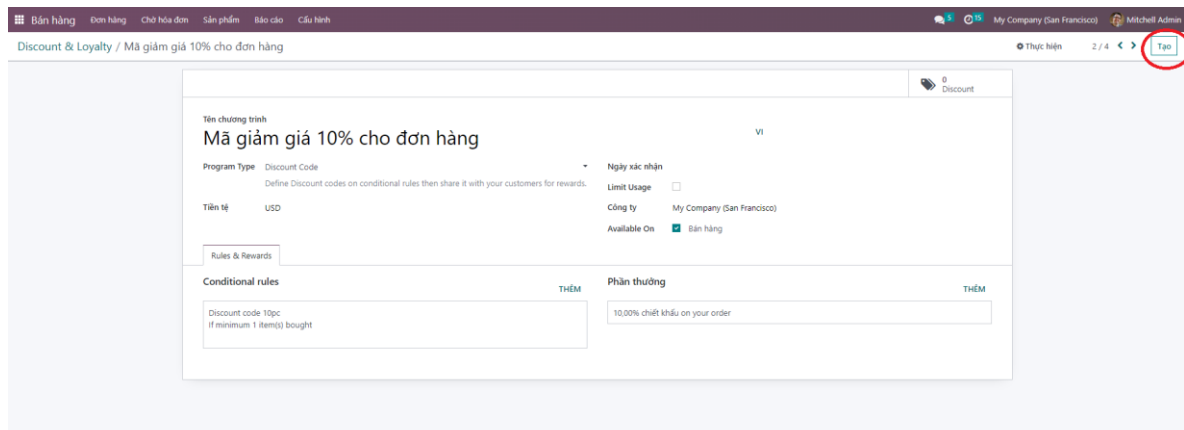 Bán hàng Đơn hàng Chờ hóa đơn Sản phẩm Báo cáo Cấu hình 5 15 My Company (San Francisco) Mitchell Admin
Discount & Loyalty / Mã giảm giá 10% cho đơn hàng Thực hiện 2 / 4 Tạo
0
Discount
Tên chương trình
Mã giảm giá 10% cho đơn hàng VI
Program Type Discount Code Ngày xác nhận
Define Discount codes on conditional rules then share it with your customers for rewards. Limit Usage
Tiền tệ USD Công ty My Company (San Francisco)
Available On Bán hàng
Rules & Rewards
Conditional rules THÊM Phần thưởng THÊM
Discount code 10pc 10,00% chiết khấu on your order
If minimum 1 item(s) bought